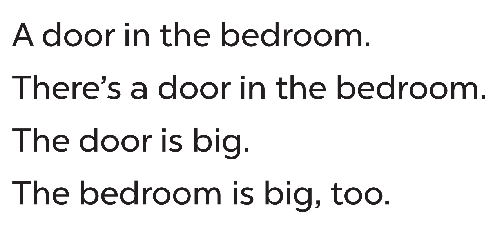 A door in the bedroom.
There’s a door in the bedroom.
The door is big.
The bedroom is big, too.